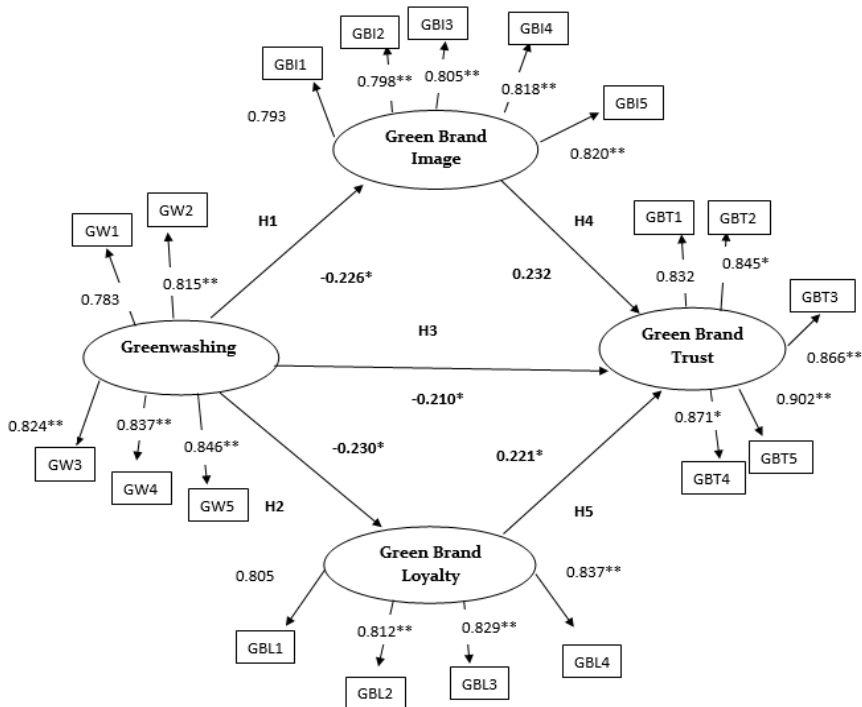 GBI1
GBI2
GBI3
GBI4
GBI5
0.793
0.798**
0.805**
0.818**
0.820**
Green Brand
Image
GW1
GW2
0.783
0.815**
H1
-0.226*
H4
0.232
GBT1
GBT2
0.832
0.845*
GBT3
0.866**
Greenwashing
H3
-0.210*
Green Brand
Trust
0.824**
0.837**
0.846**
GW3
GW4
GW5
-0.230*
H2
0.221*
H5
0.871*
0.902**
GBT4
GBT5
Green Brand
Loyalty
0.805
0.812**
0.829**
0.837**
GBL1
GBL2
GBL3
GBL4